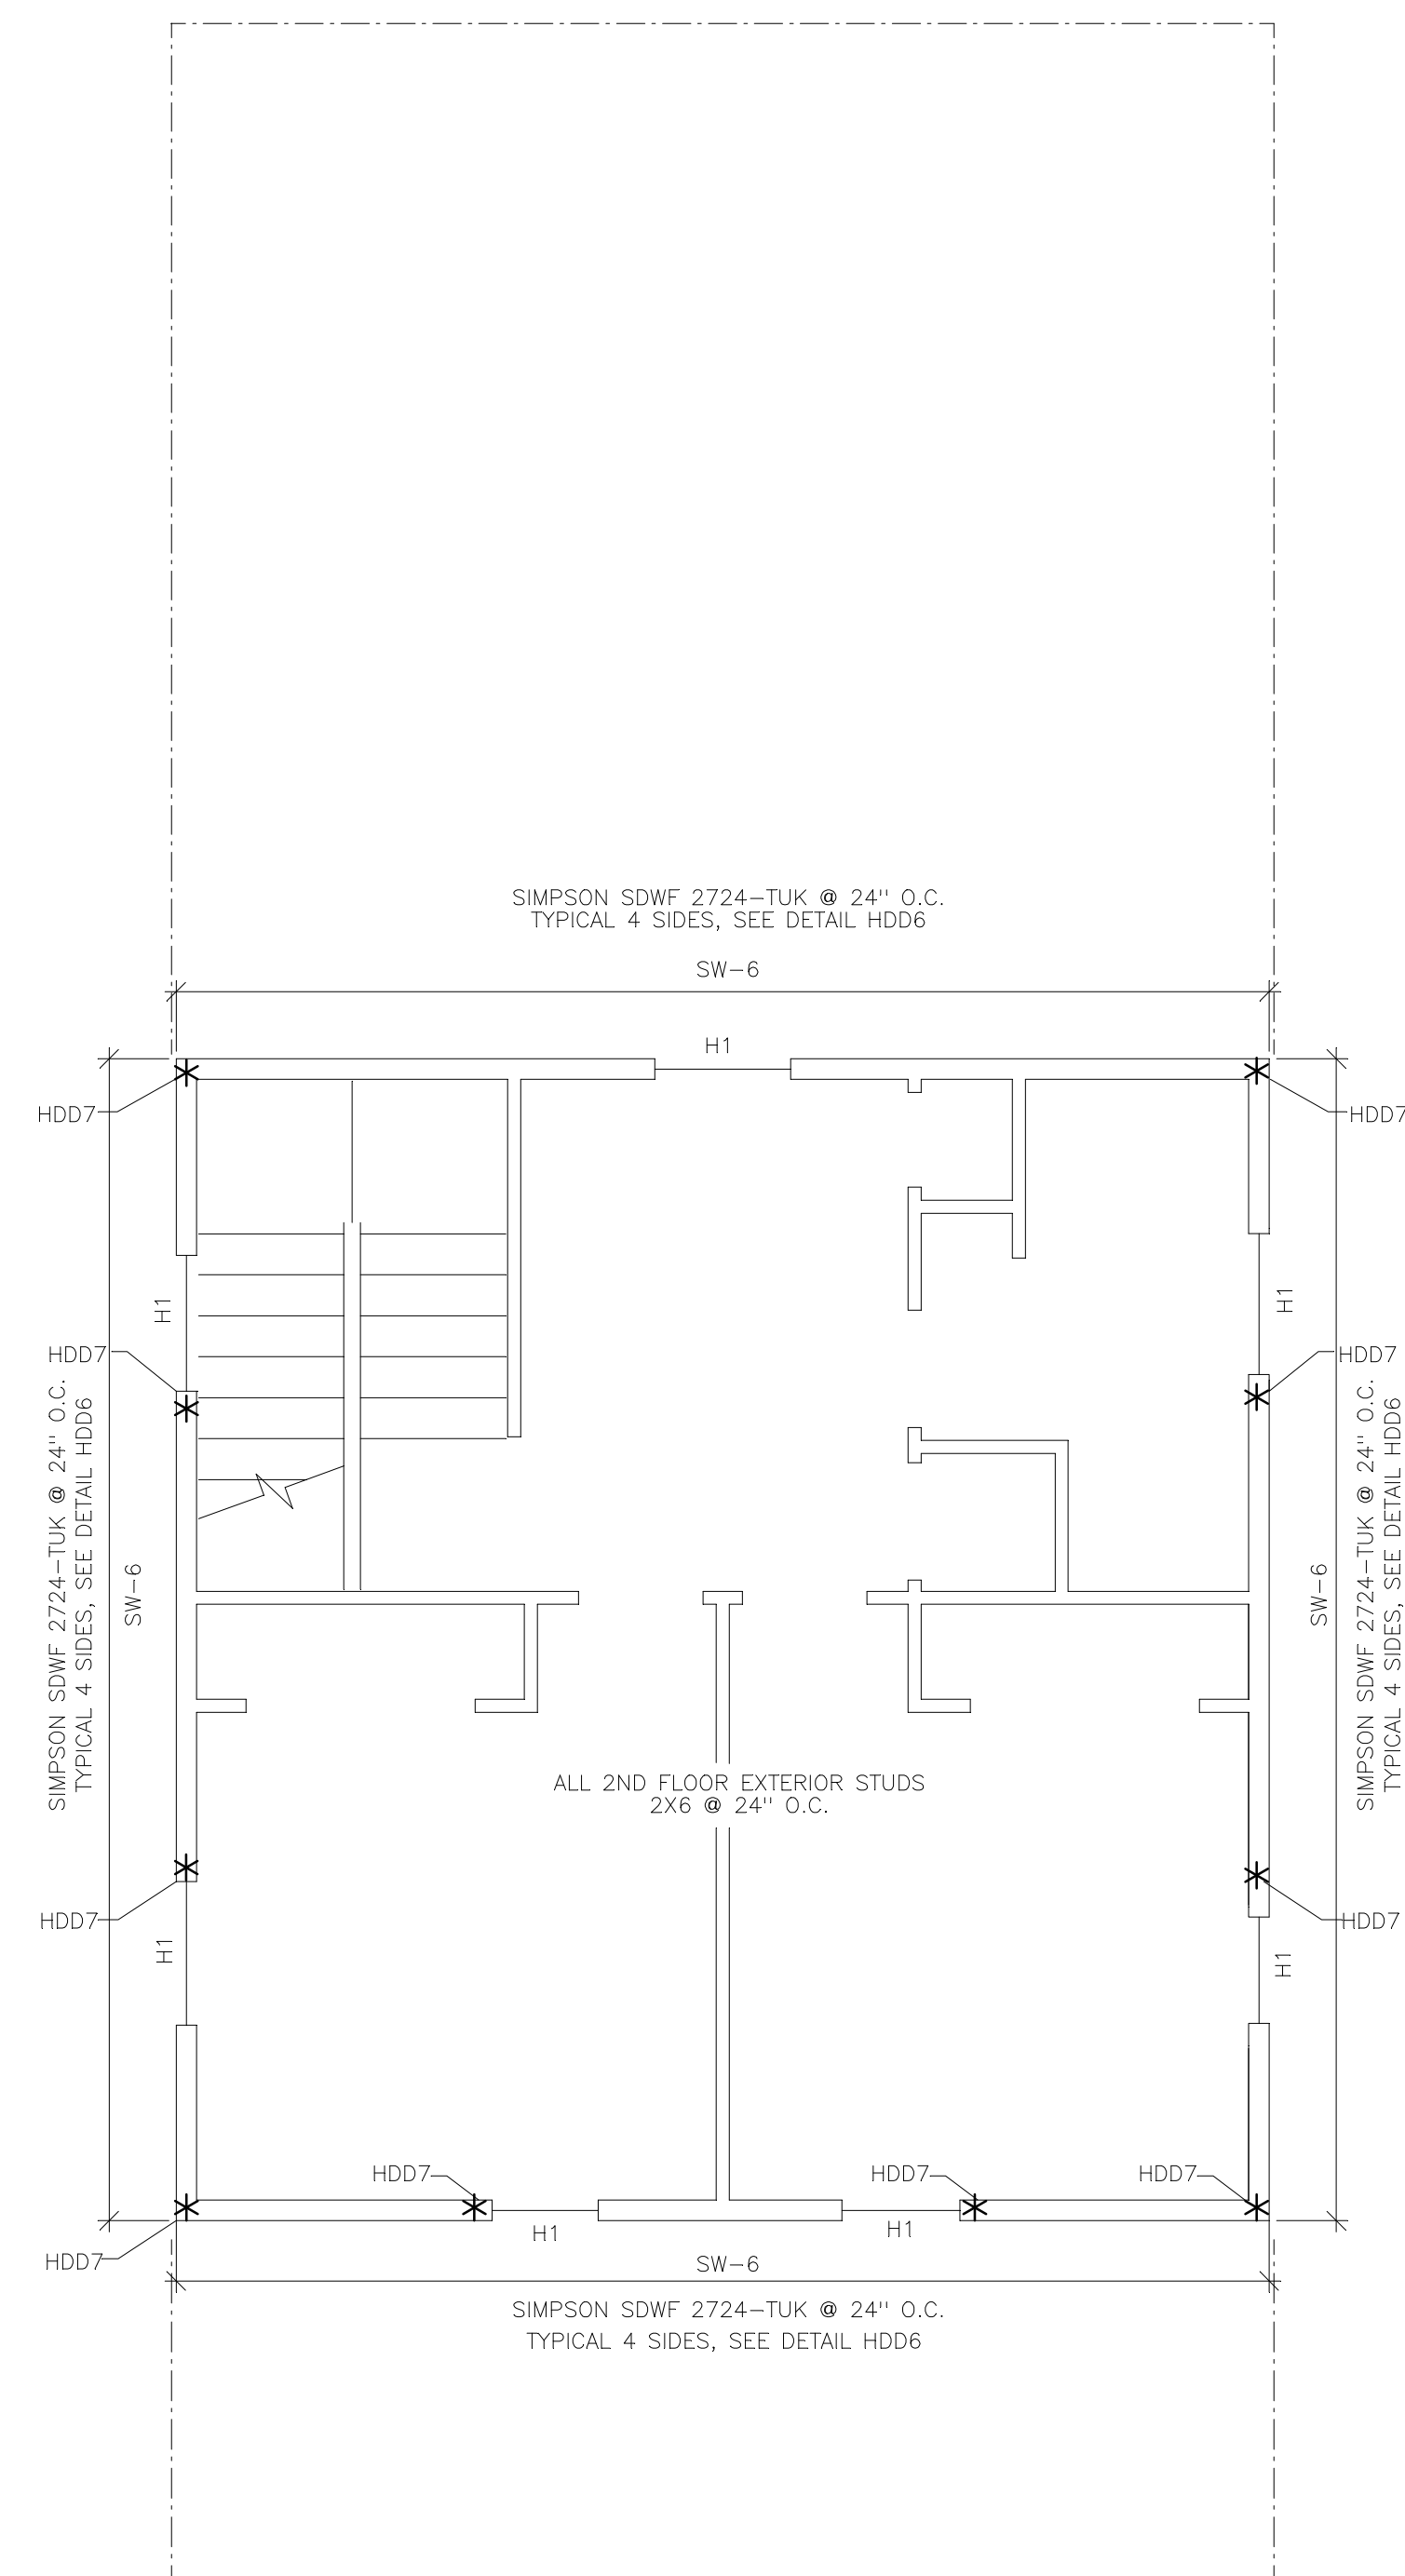 SIMPSON SDWF 2724-TUK @ 24" O.C.
TYPICAL 4 SIDES, SEE DETAIL HDD6
SW-6
H1
HDD7
HDD7
H1
H1
HDD7
HDD7
SIMPSON SDWF 2724-TUK @ 24" O.C.
TYPICAL 4 SIDES, SEE DETAIL HDD6
SW-6
SW-6
SIMPSON SDWF 2724-TUK @ 24" O.C.
TYPICAL 4 SIDES, SEE DETAIL HDD6
ALL 2ND FLOOR EXTERIOR STUDS
2X6 @ 24" O.C.
HDD7
HDD7
H1
H1
HDD7
HDD7
HDD7
H1
H1
HDD7
SW-6
SIMPSON SDWF 2724-TUK @ 24" O.C.
TYPICAL 4 SIDES, SEE DETAIL HDD6